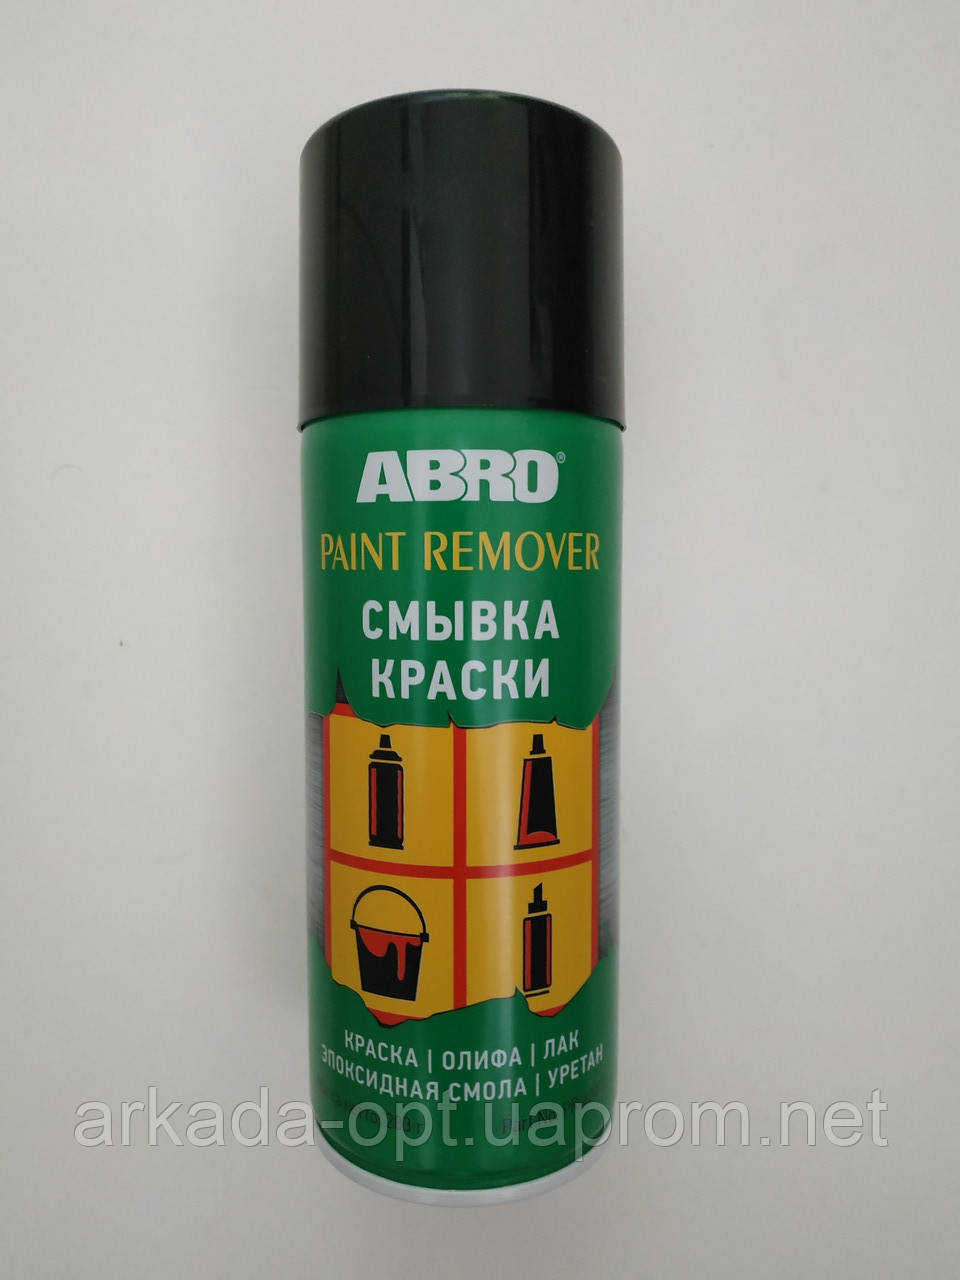 ABRO®
PAINT REMOVER
СМЫВКА
КРАСКИ
КРАСКА | ОЛИФА | ЛАК
ЭПОКСИДНАЯ СМОЛА | УРЕТАН
arkada-opt.uaprom.net